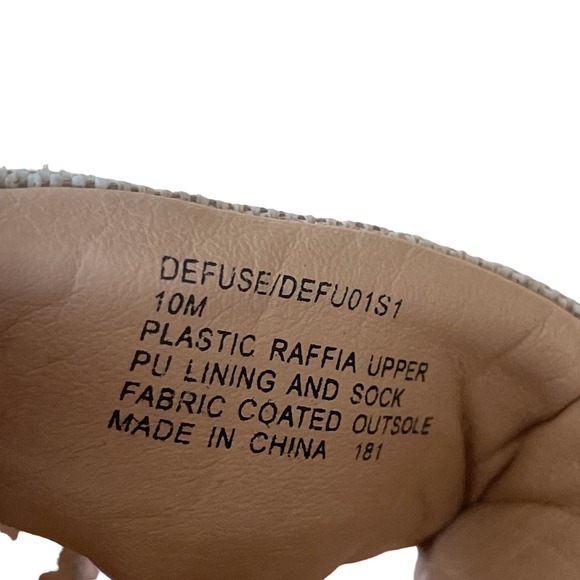 DEFUSE/DEFU01S1
10M
PLASTIC RAFFIA UPPER
PU LINING AND SOCK
FABRIC COATED OUTSOLE
MADE IN CHINA 181